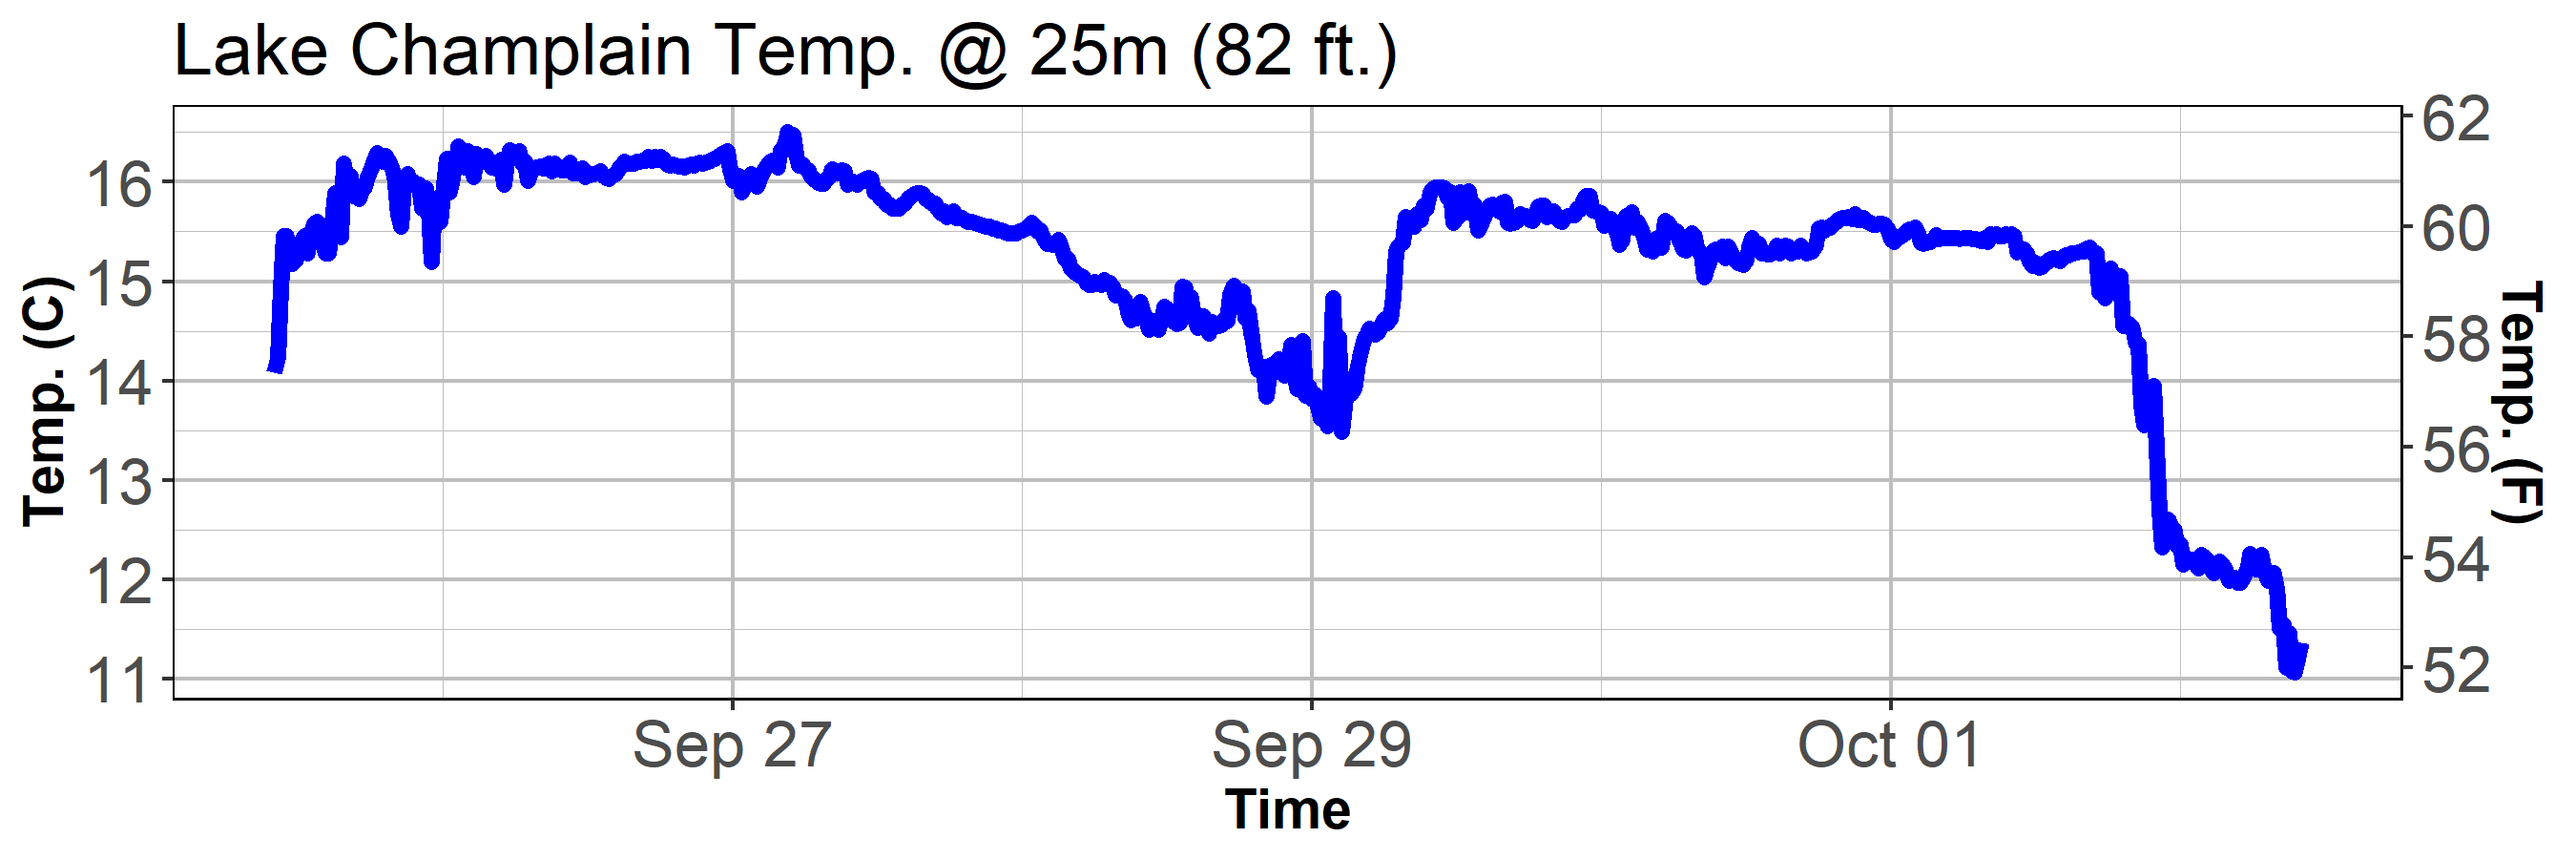 Lake Champlain Temp. @ 25m (82 ft.)
Temp. (C)
16
15
14
13
12
11
62
60
58
56
54
52
Temp. (F)
Sep 27
Sep 29
Oct 01
Time